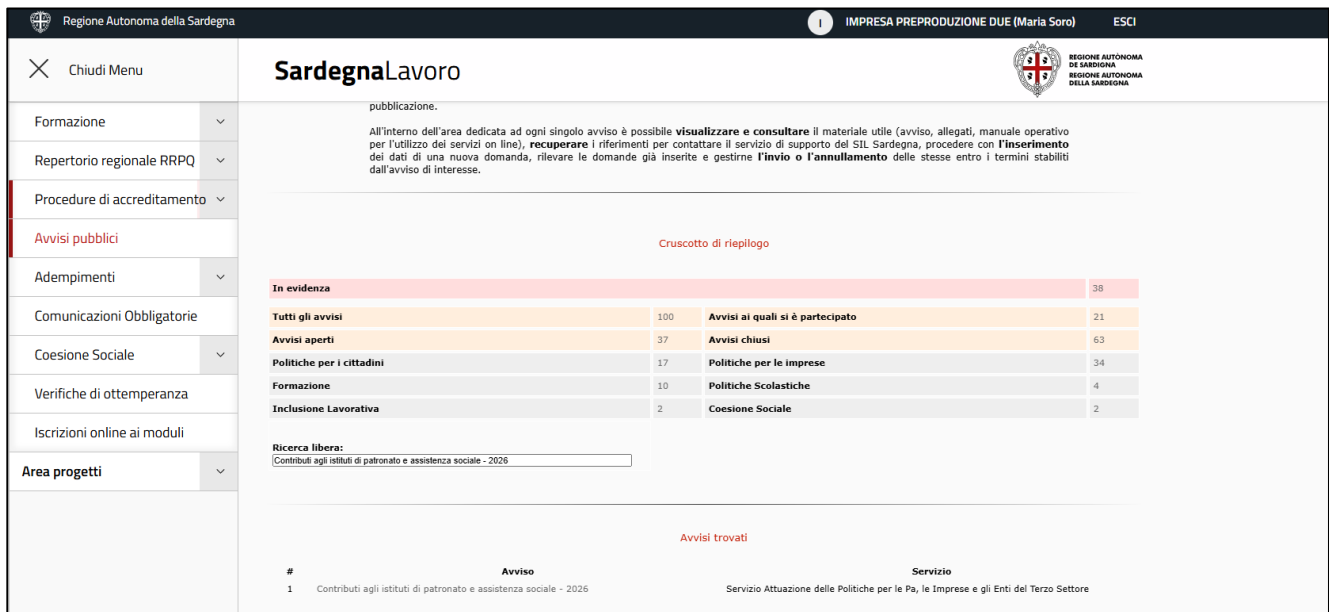 Regione Autonoma della Sardegna
I IMPRESA PREPRODUZIONE DUE (Maria Soro) ESCI
Chiudi Menu
SardegnaLavoro
REGIONE AUTÒNOMA
DE SARDIGNA
REGIONE AUTONOMA
DELLA SARDEGNA
Formazione
Repertorio regionale RRPQ
Procedure di accreditamento
Avvisi pubblici
Adempimenti
Comunicazioni Obbligatorie
Coesione Sociale
Verifiche di ottemperanza
Iscrizioni online ai moduli
Area progetti
pubblicazione.
All'interno dell'area dedicata ad ogni singolo avviso è possibile visualizzare e consultare il materiale utile (avviso, allegati, manuale operativo
per l'utilizzo dei servizi on line), recuperare i riferimenti per contattare il servizio di supporto del SIL Sardegna, procedere con l'inserimento
dei dati di una nuova domanda, rilevare le domande già inserite e gestirne l'invio o l'annullamento delle stesse entro i termini stabiliti
dall'avviso di interesse.
Cruscotto di riepilogo
In evidenza 38
Tutti gli avvisi 100 Avvisi ai quali si è partecipato 21
Avvisi aperti 37 Avvisi chiusi 63
Politiche per i cittadini 17 Politiche per le imprese 34
Formazione 10 Politiche Scolastiche 4
Inclusione Lavorativa 2 Coesione Sociale 2
Ricerca libera:
Contributi agli istituti di patronato e assistenza sociale - 2026
Avvisi trovati
# Avviso Servizio
1 Contributi agli istituti di patronato e assistenza sociale - 2026 Servizio Attuazione delle Politiche per le Pa, le Imprese e gli Enti del Terzo Settore